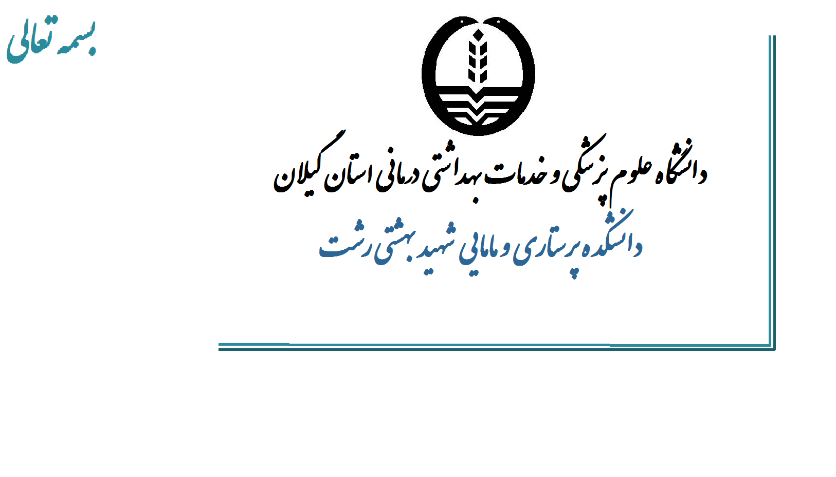 بسمه تعالی
دانشگاه علوم پزشکی و خدمات بهداشتی درمانی استان گیلان
دانشکده پرستاری و مامایی شهید بهشتی رشت